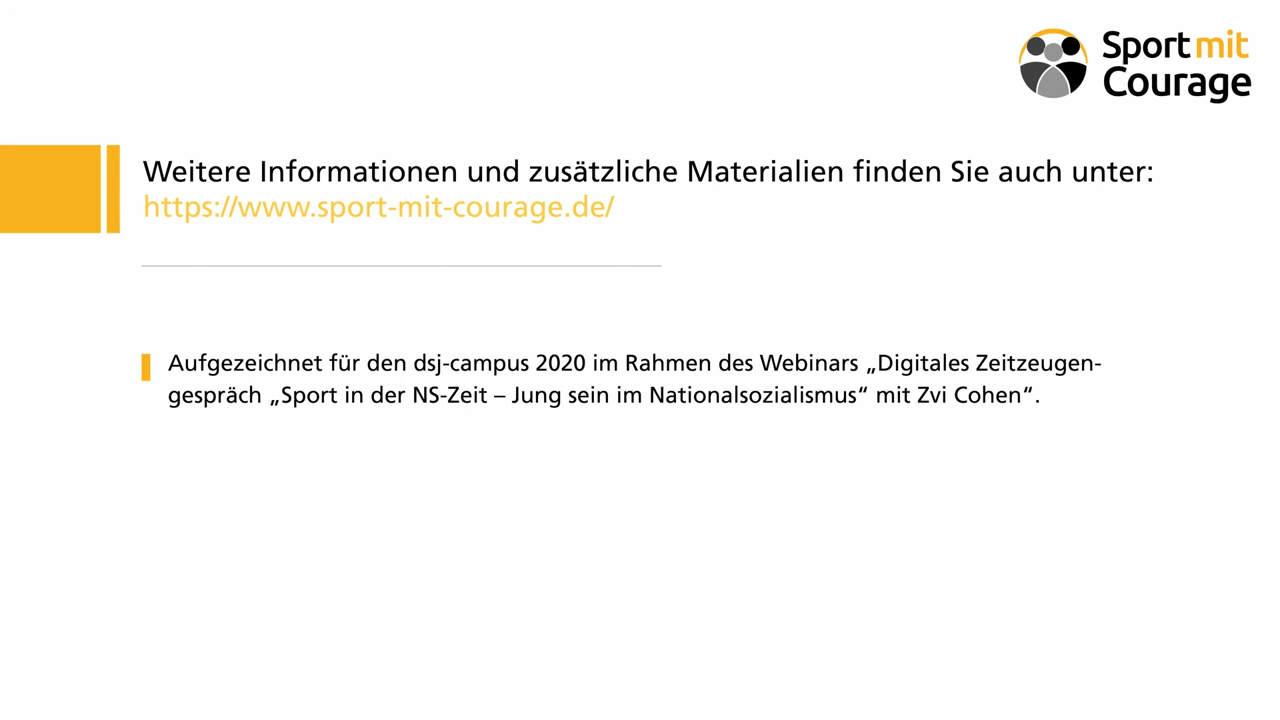 Sport mit
Courage
Weitere Informationen und zusätzliche Materialien finden Sie auch unter:
https://www.sport-mit-courage.de/
Aufgezeichnet für den dsj-campus 2020 im Rahmen des Webinars „Digitales Zeitzeugen-
gespräch „Sport in der NS-Zeit – Jung sein im Nationalsozialismus“ mit Zvi Cohen“.